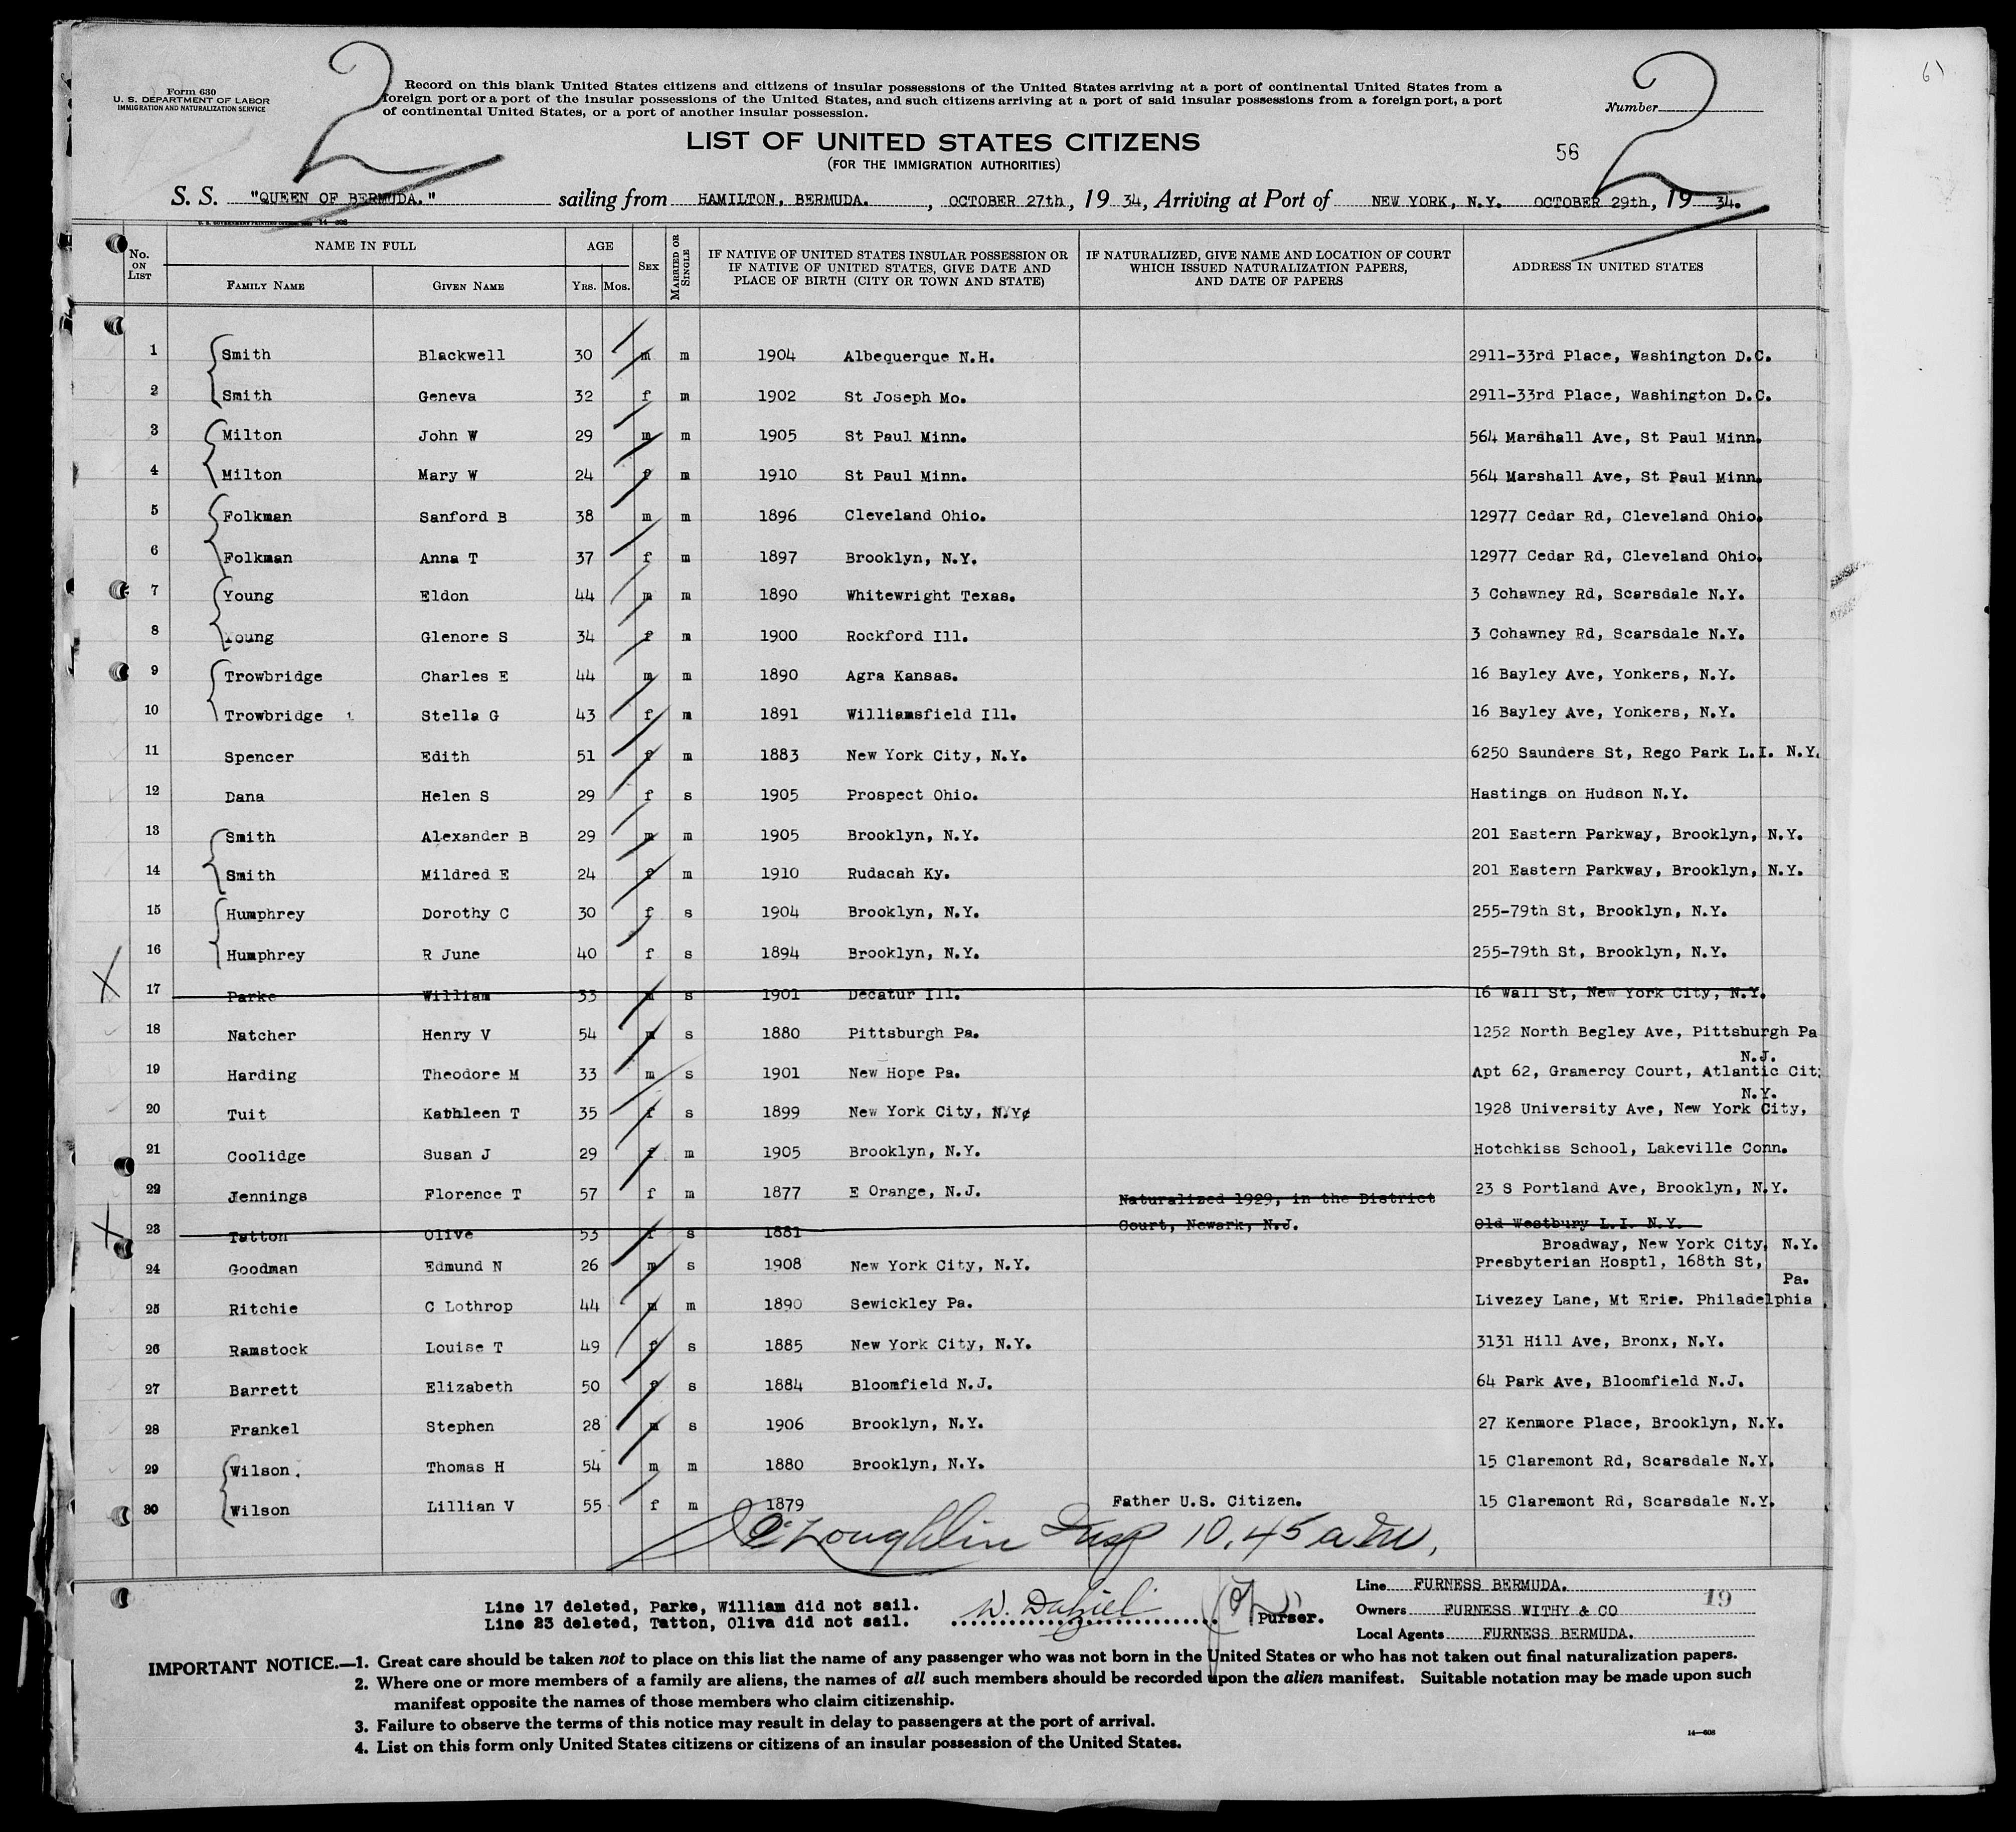 61
Form 630
U. S. DEPARTMENT OF LABOR
IMMIGRATION AND NATURALIZATION SERVICE
2
Record on this blank United States citizens and citizens of insular possessions of the United States arriving at a port of continental United States from a
foreign port or a port of the insular possessions of the United States, and such citizens arriving at a port of said insular possessions from a foreign port, a port
of continental United States, or a port of another insular possession.
Number
2
LIST OF UNITED STATES CITIZENS
(FOR THE IMMIGRATION AUTHORITIES)
56
S. S. "QUEEN OF BERMUDA." sailing from HAMILTON, BERMUDA. , OCTOBER 27th, 19 34, Arriving at Port of NEW YORK, N.Y. OCTOBER 29th, 19 34.
U. S. GOVERNMENT PRINTING OFFICE 14—608
No. ON LIST NAME IN FULL FAMILY NAME GIVEN NAME AGE YRS. MOS. SEX MARRIED OR SINGLE IF NATIVE OF UNITED STATES INSULAR POSSESSION OR IF NATIVE OF UNITED STATES, GIVE DATE AND PLACE OF BIRTH (CITY OR TOWN AND STATE) IF NATURALIZED, GIVE NAME AND LOCATION OF COURT WHICH ISSUED NATURALIZATION PAPERS, AND DATE OF PAPERS ADDRESS IN UNITED STATES
1 Smith Blackwell 30 m m 1904 Albequerque N.H. 2911-33rd Place, Washington D.C.
2 Smith Geneva 32 f m 1902 St Joseph Mo. 2911-33rd Place, Washington D.C.
3 Milton John W 29 m m 1905 St Paul Minn. 564 Marshall Ave, St Paul Minn.
4 Milton Mary W 24 f m 1910 St Paul Minn. 564 Marshall Ave, St Paul Minn.
5 Folkman Sanford B 38 m m 1896 Cleveland Ohio. 12977 Cedar Rd, Cleveland Ohio.
6 Folkman Anna T 37 f m 1897 Brooklyn, N.Y. 12977 Cedar Rd, Cleveland Ohio.
7 Young Eldon 44 m m 1890 Whitewright Texas. 3 Cohawney Rd, Scarsdale N.Y.
8 Young Glenore S 34 f m 1900 Rockford Ill. 3 Cohawney Rd, Scarsdale N.Y.
9 Trowbridge Charles E 44 m m 1890 Agra Kansas. 16 Bayley Ave, Yonkers, N.Y.
10 Trowbridge Stella G 43 f m 1891 Williamsfield Ill. 16 Bayley Ave, Yonkers, N.Y.
11 Spencer Edith 51 f m 1883 New York City, N.Y. 6250 Saunders St, Rego Park L.I. N.Y.
12 Dana Helen S 29 f s 1905 Prospect Ohio. Hastings on Hudson N.Y.
13 Smith Alexander B 29 m m 1905 Brooklyn, N.Y. 201 Eastern Parkway, Brooklyn, N.Y.
14 Smith Mildred E 24 f m 1910 Rudacah Ky. 201 Eastern Parkway, Brooklyn, N.Y.
15 Humphrey Dorothy C 30 f s 1904 Brooklyn, N.Y. 255-79th St, Brooklyn, N.Y.
16 Humphrey R June 40 f s 1894 Brooklyn, N.Y. 255-79th St, Brooklyn, N.Y.
X 17 Parke William 33 m s 1901 Decatur Ill. 16 Wall St, New York City, N.Y.
18 Natcher Henry V 54 m s 1880 Pittsburgh Pa. 1252 North Begley Ave, Pittsburgh Pa
N.J.
19 Harding Theodore M 33 m s 1901 New Hope Pa. Apt 62, Gramercy Court, Atlantic Cit
N.Y.
20 Tuit Kathleen T 35 f s 1899 New York City, N.Y¢ 1928 University Ave, New York City,
21 Coolidge Susan J 29 f m 1905 Brooklyn, N.Y. Hotchkiss School, Lakeville Conn.
22 Jennings Florence T 57 f m 1877 E Orange, N.J. 23 S Portland Ave, Brooklyn, N.Y.
Naturalized 1929, in the District
X 23 Tatton Olive 53 f s 1881 Court, Newark, N.J. Old Westbury L.I. N.Y.
Broadway, New York City, N.Y.
24 Goodman Edmund N 26 m s 1908 New York City, N.Y. Presbyterian Hosptl, 168th St,
Pa.
25 Ritchie C Lothrop 44 m m 1890 Sewickley Pa. Livezey Lane, Mt Erie. Philadelphia
26 Ramstock Louise T 49 f s 1885 New York City, N.Y. 3131 Hill Ave, Bronx, N.Y.
27 Barrett Elizabeth 50 f s 1884 Bloomfield N.J. 64 Park Ave, Bloomfield N.J.
28 Frankel Stephen 28 m s 1906 Brooklyn, N.Y. 27 Kenmore Place, Brooklyn, N.Y.
29 Wilson. Thomas H 54 m m 1880 Brooklyn, N.Y. 15 Claremont Rd, Scarsdale N.Y.
30 Wilson Lillian V 55 f m 1879 Father U.S. Citizen. 15 Claremont Rd, Scarsdale N.Y.
O'Loughlin Insp 10.45 a.m.
Line 17 deleted, Parke, William did not sail.
Line 23 deleted, Tatton, Oliva did not sail.
W. Dalziel Purser.
Line FURNESS BERMUDA.
Owners FURNESS WITHY & CO 19
Local Agents FURNESS BERMUDA.
IMPORTANT NOTICE.—1. Great care should be taken not to place on this list the name of any passenger who was not born in the United States or who has not taken out final naturalization papers.
2. Where one or more members of a family are aliens, the names of all such members should be recorded upon the alien manifest. Suitable notation may be made upon such
manifest opposite the names of those members who claim citizenship.
3. Failure to observe the terms of this notice may result in delay to passengers at the port of arrival.
4. List on this form only United States citizens or citizens of an insular possession of the United States.
14—608